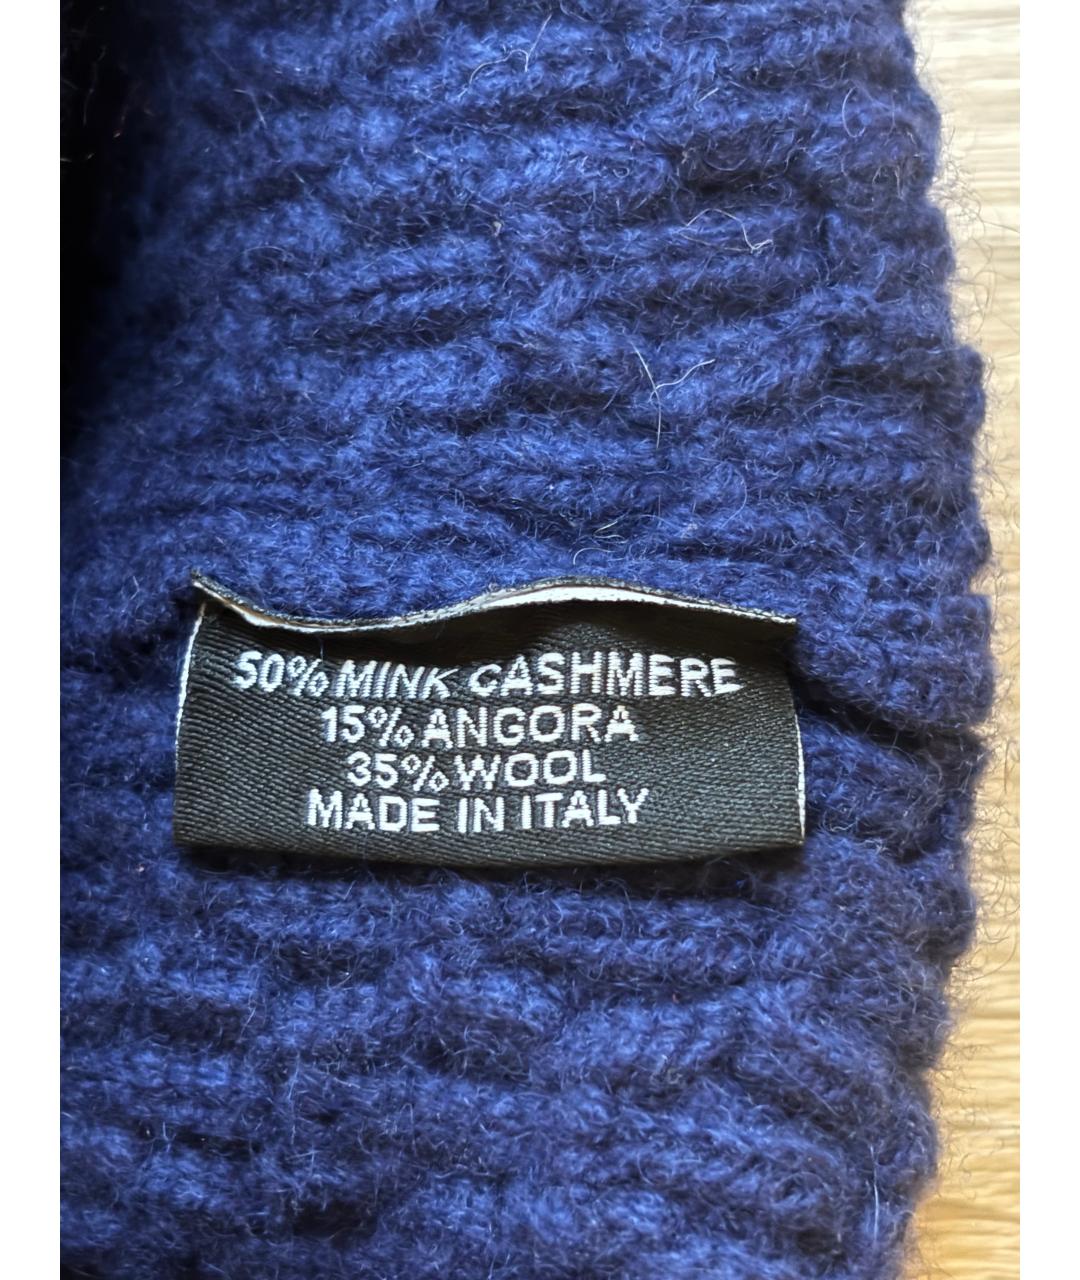 50% MINK CASHMERE
15% ANGORA
35% WOOL
MADE IN ITALY